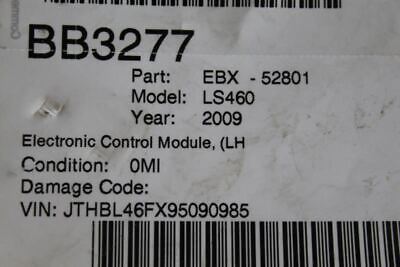 BB3277
Part: EBX - 52801
Model: LS460
Year: 2009
Electronic Control Module, (LH
Condition: 0MI
Damage Code:
VIN: JTHBL46FX95090985